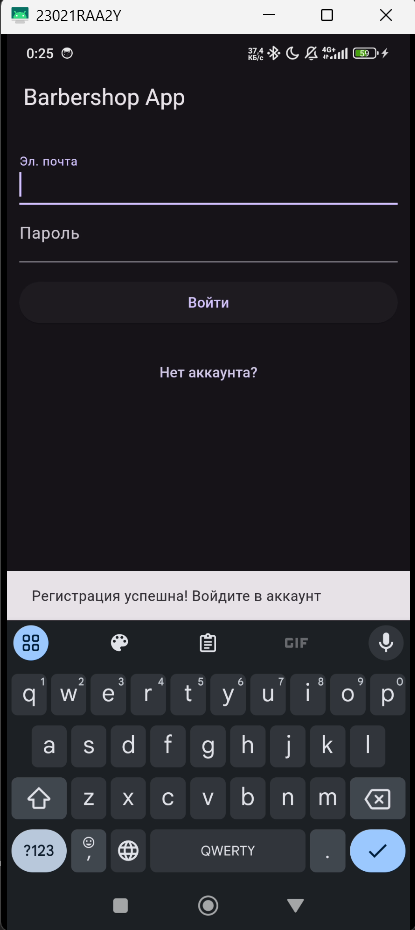 23021RAA2Y
0:25
37,4
КБ/с
4G+
59
Barbershop App
Эл. почта
Пароль
Войти
Нет аккаунта?
Регистрация успешна! Войдите в аккаунт
GIF
q1 w2 e3 r4 t5 y6 u7 i8 o9 p0
a s d f g h j k l
z x c v b n m
?123 , QWERTY .